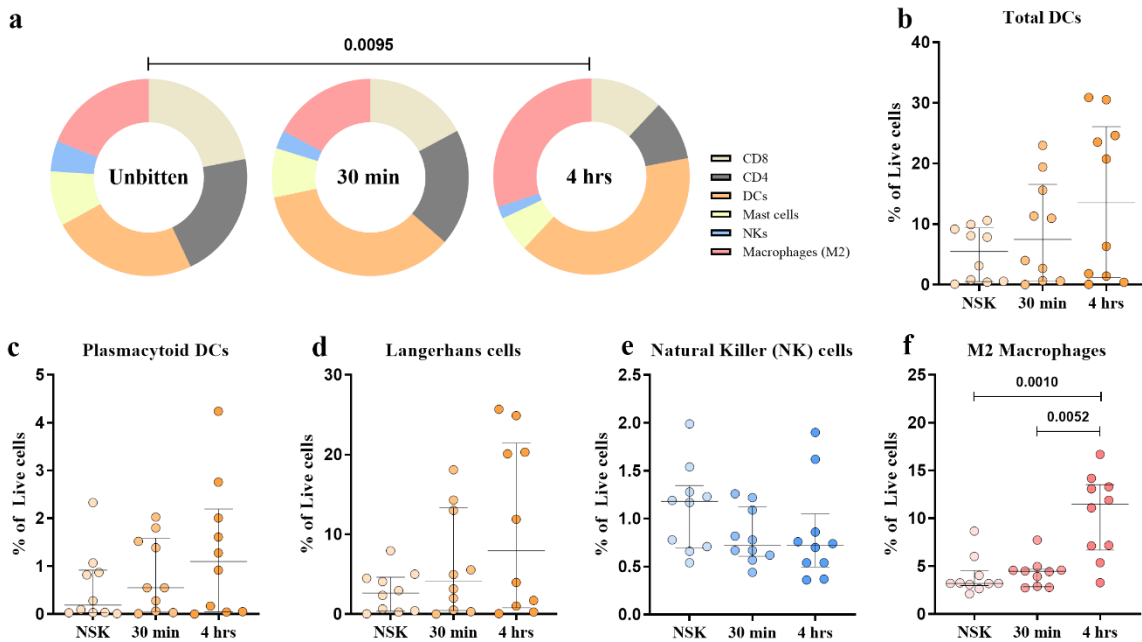 a
0.0095
Unbitten
30 min
4 hrs
CD8
CD4
DCs
Mast cells
NKs
Macrophages (M2)
b
Total DCs
% of Live cells
40
30
20
10
0
NSK
30 min
4 hrs
c
Plasmacytoid DCs
% of Live cells
5
4
3
2
1
0
NSK
30 min
4 hrs
d
Langerhans cells
% of Live cells
30
20
10
0
NSK
30 min
4 hrs
e
Natural Killer (NK) cells
% of Live cells
2.5
2.0
1.5
1.0
0.5
0.0
NSK
30 min
4 hrs
f
M2 Macrophages
% of Live cells
25
20
15
10
5
0
0.0010
0.0052
NSK
30 min
4 hrs